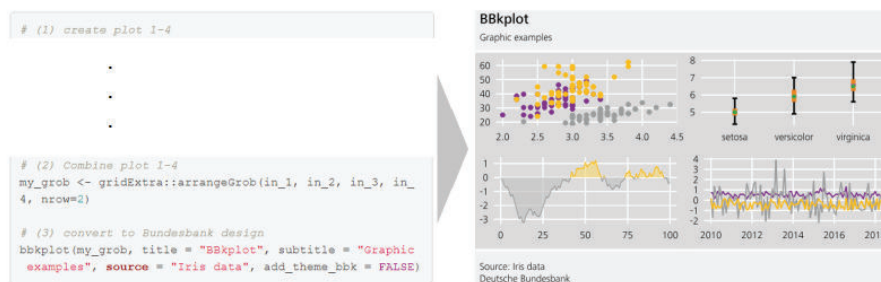 # (1) create plot 1-4
# (2) Combine plot 1-4
my_grob <- gridExtra::arrangeGrob(in_1, in_2, in_3, in_
4, nrow=2)
# (3) convert to Bundesbank design
bbkplot(my_grob, title = "BBkplot", subtitle = "Graphic
examples", source = "Iris data", add_theme_bbk = FALSE)
BBkplot
Graphic examples
60
50
40
30
20
2.0 2.5 3.0 3.5 4.0 4.5
8
7
6
5
setosa versicolor virginica
1
0
-1
-2
-3
0 25 50 75 100
4
3
2
1
0
-1
-2
2010 2012 2014 2016
Source: Iris data
Deutsche Bundesbank